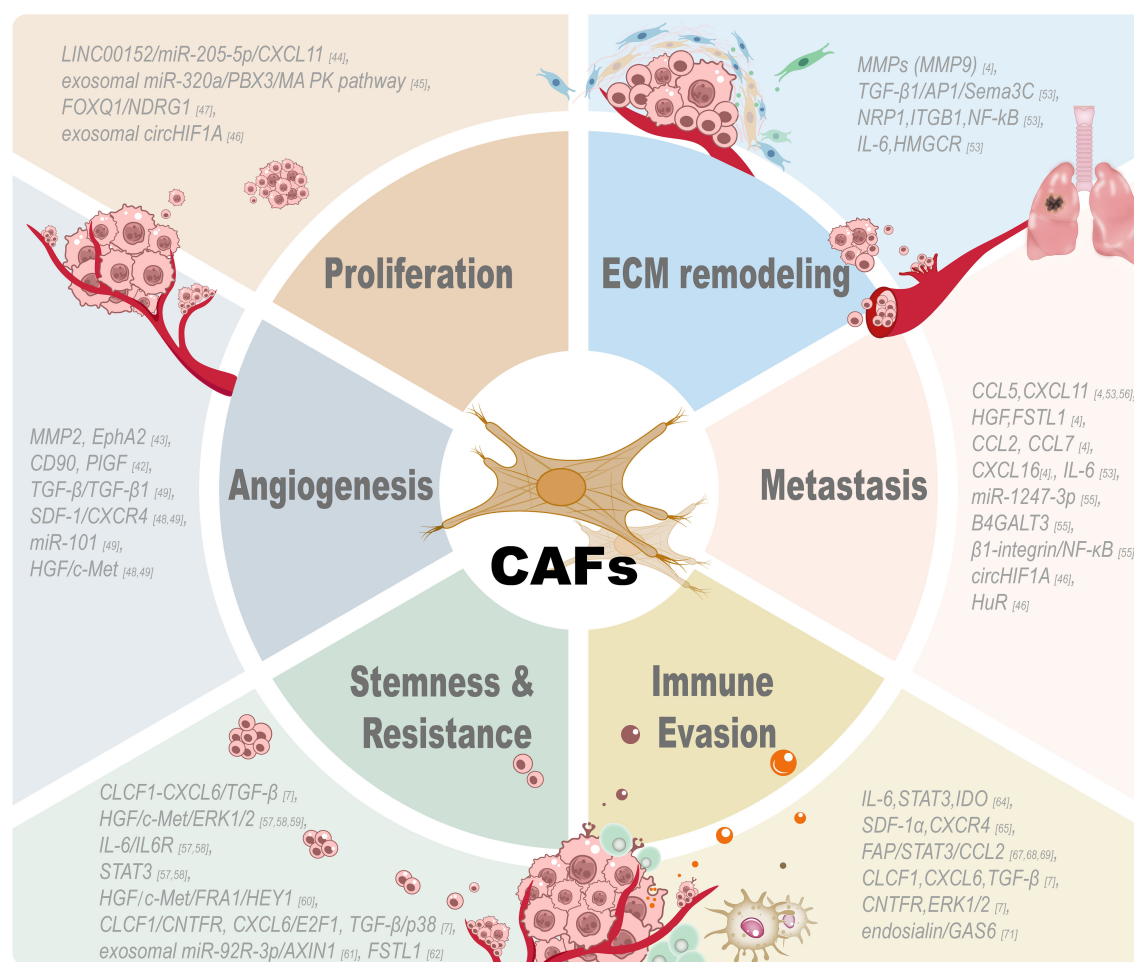 LINC00152/miR-205-5p/CXCL11 [44],
exosomal miR-320a/PBX3/MA PK pathway [45],
FOXQ1/NDRG1 [47],
exosomal circHIF1A [46]
MMPs (MMP9) [4],
TGF-β1/AP1/Sema3C [53],
NRP1,ITGB1,NF-kB [53],
IL-6,HMGCR [53]
Proliferation
ECM remodeling
MMP2, EphA2 [43],
CD90, PIGF [42],
TGF-β/TGF-β1 [49],
SDF-1/CXCR4 [48,49],
miR-101 [49],
HGF/c-Met [48,49]
Angiogenesis
CAFs
Metastasis
CCL5,CXCL11 [4,53,56],
HGF,FSTL1 [4],
CCL2, CCL7 [4],
CXCL16[4],, IL-6 [53],
miR-1247-3p [55],
B4GALT3 [55],
β1-integrin/NF-κB [55]
circHIF1A [46],
HuR [46]
Stemness &
Resistance
Immune
Evasion
CLCF1-CXCL6/TGF-β [7],
HGF/c-Met/ERK1/2 [57,58,59],
IL-6/IL6R [57,58],
STAT3 [57,58],
HGF/c-Met/FRA1/HEY1 [60],
CLCF1/CNTFR, CXCL6/E2F1, TGF-β/p38 [7],
exosomal miR-92R-3p/AXIN1 [61], FSTL1 [62]
IL-6,STAT3,IDO [64],
SDF-1α,CXCR4 [65],
FAP/STAT3/CCL2 [67,68,69],
CLCF1,CXCL6,TGF-β [7],
CNTFR,ERK1/2 [7],
endosialin/GAS6 [71]